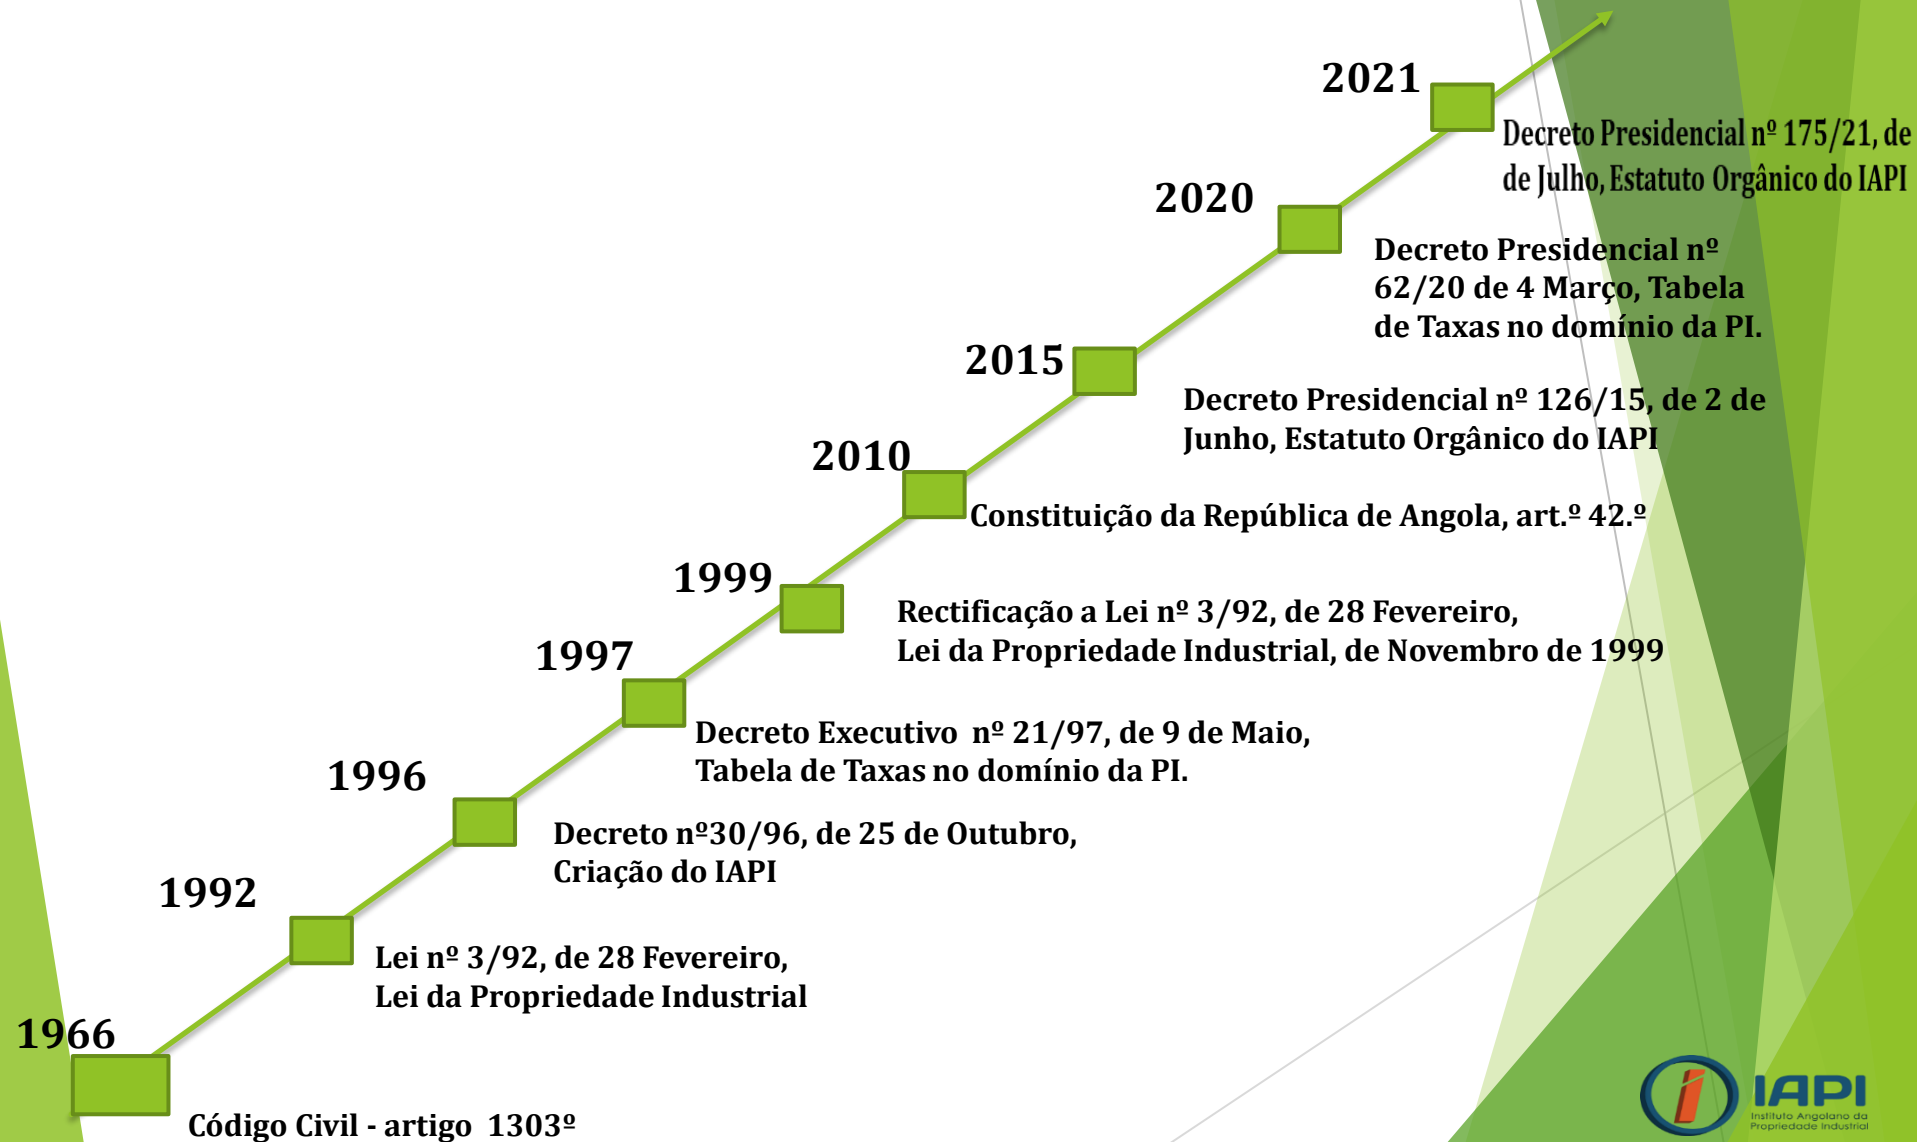 2021
Decreto Presidencial nº 175/21, de
de Julho, Estatuto Orgânico do IAPI
2020
Decreto Presidencial nº
62/20 de 4 Março, Tabela
de Taxas no domínio da PI.
2015
Decreto Presidencial nº 126/15, de 2 de
Junho, Estatuto Orgânico do IAPI
2010
Constituição da República de Angola, art.º 42.º
1999
Rectificação a Lei nº 3/92, de 28 Fevereiro,
Lei da Propriedade Industrial, de Novembro de 1999
1997
Decreto Executivo nº 21/97, de 9 de Maio,
Tabela de Taxas no domínio da PI.
1996
Decreto nº30/96, de 25 de Outubro,
Criação do IAPI
1992
Lei nº 3/92, de 28 Fevereiro,
Lei da Propriedade Industrial
1966
Código Civil - artigo 1303º
IAPI
Instituto Angolano da
Propriedade Industrial